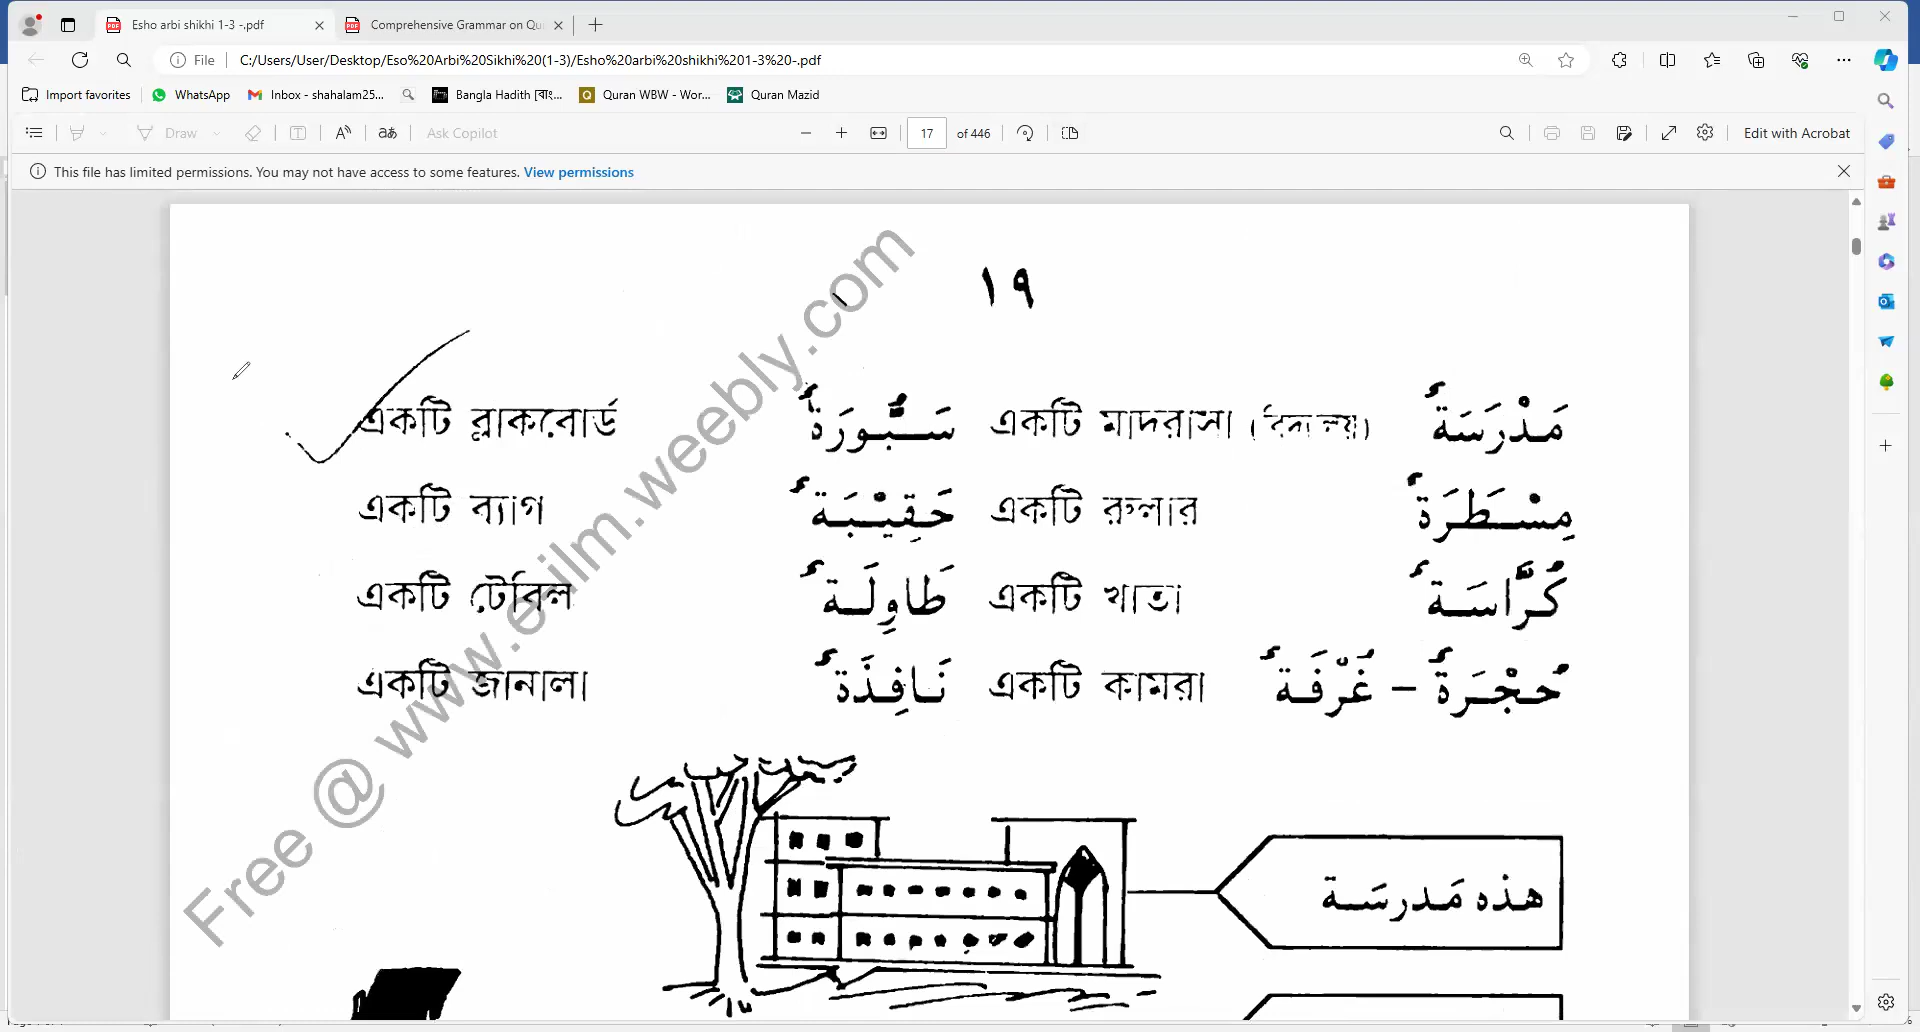 Esho arbi shikhi 1-3 -.pdf
Comprehensive Grammar on Qu
File C:/Users/User/Desktop/Eso%20Arbi%20Sikhi%20(1-3)/Esho%20arbi%20shikhi%201-3%20-.pdf
Import favorites WhatsApp Inbox - shahalam25... Bangla Hadith [বাং... Quran WBW - Wor... Quran Mazid
Draw Ask Copilot 17 of 446 Edit with Acrobat
This file has limited permissions. You may not have access to some features. View permissions
١٩
مَدْرَسَةٌ একটি মাদরাসা (বিদ্যালয়) سَبُّورَةٌ একটি ব্লাকবোর্ড
مِسْطَرَةٌ একটি রুলার حَقِيْبَةٌ একটি ব্যাগ
كُرَّاسَةٌ একটি খাতা طَاوِلَةٌ একটি টেবিল
حُجْرَةٌ – غُرْفَةٌ একটি কামরা نَافِذَةٌ একটি জানালা
هذه مَدرسَة
Free @ www.e-ilm.weebly.com